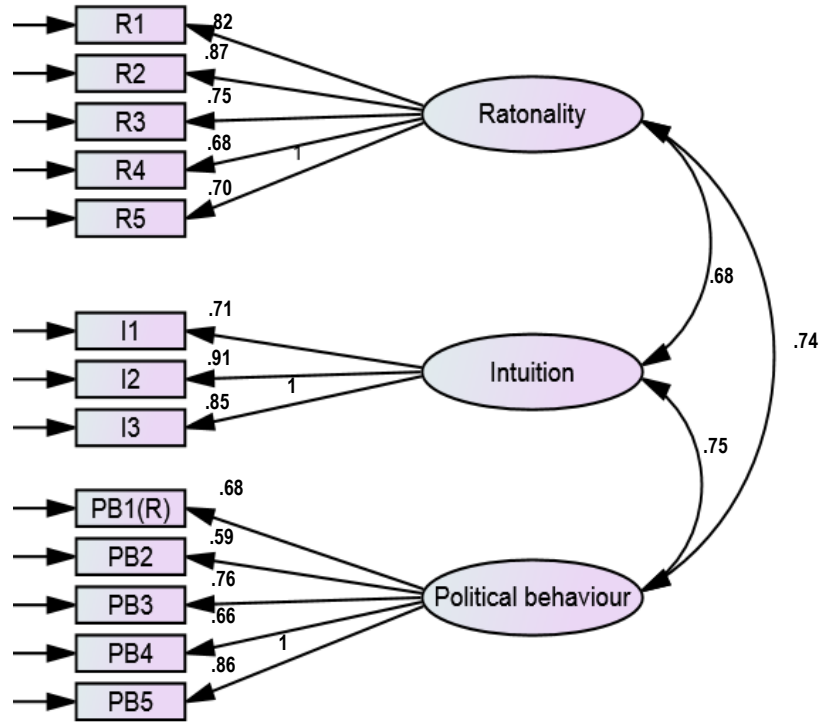 R1
.82
.87
R2
.75
R3
.68
R4
1
.70
R5
Ratonality
.68
.74
I1
.71
.91
I2
1
.85
I3
Intuition
.75
.68
PB1(R)
.59
PB2
.76
PB3
.66
PB4
1
.86
PB5
Political behaviour